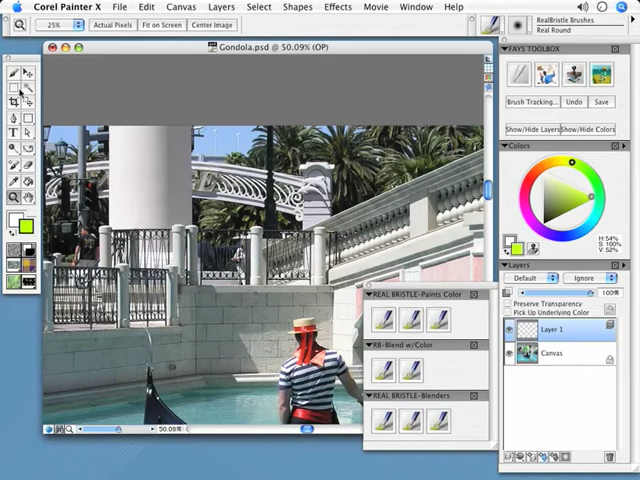 Corel Painter X File Edit Canvas Layers Select Shapes Effects Movie Window Help
25% Actual Pixels Fit on Screen Center Image
RealBristle Brushes
Real Round
Gondola.psd @ 50.09% (OP)
FAYS TOOLBOX
Brush Tracking... Undo Save
Show/Hide Layers Show/Hide Colors
Colors
H: 54%
S: 100%
V: 52%
Layers
Default Ignore
100%
Preserve Transparency
Pick Up Underlying Color
Layer 1
Canvas
REAL BRISTLE-Paints Color
RB-Blend w/Color
REAL BRISTLE-Blenders
50.09%
T